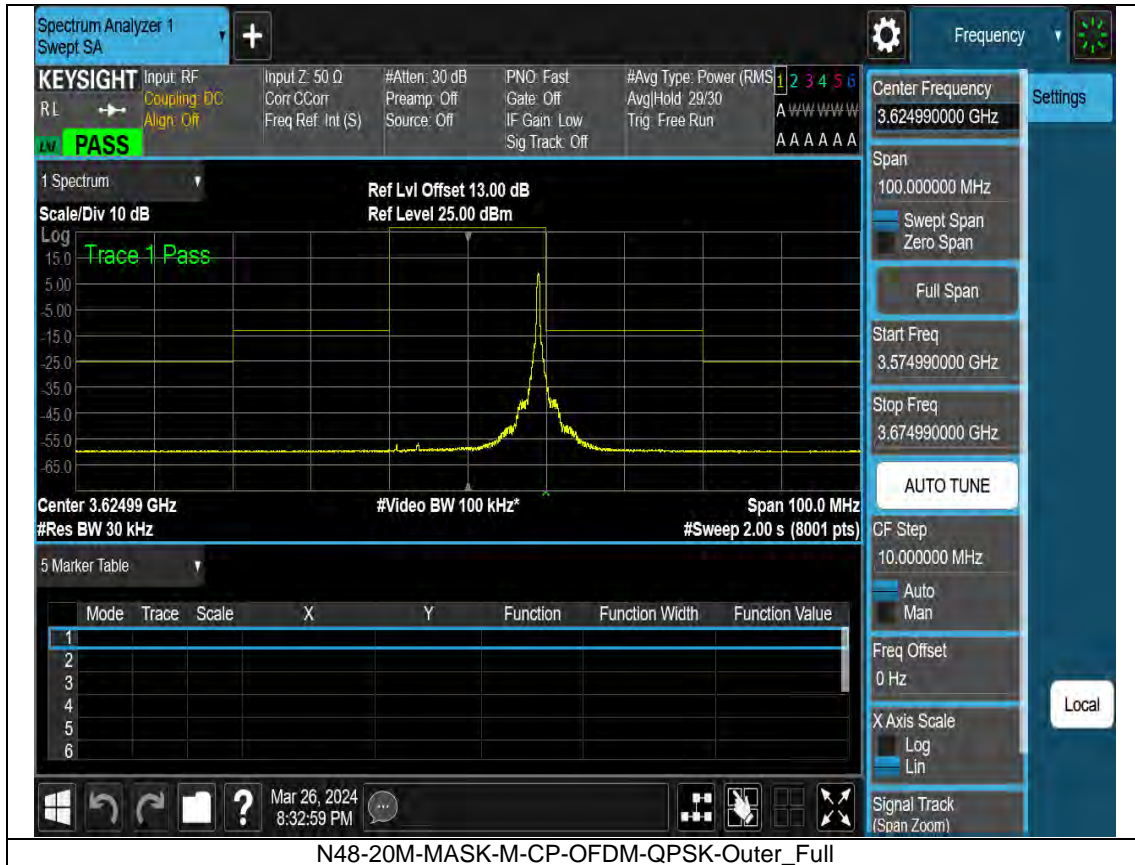 Spectrum Analyzer 1
Swept SA
+
Frequency
KEYSIGHT
Input: RF
Coupling: DC
Align: Off
Input Z: 50 Ω
Corr CCorr
Freq Ref: Int (S)
#Atten: 30 dB
Preamp: Off
Source: Off
PNO: Fast
Gate: Off
IF Gain: Low
Sig Track: Off
#Avg Type: Power (RMS
Avg|Hold: 29/30
Trig: Free Run
1 2 3 4 5 6
A W W W W W
A A A A A A
RL
PASS
1 Spectrum
Ref Lvl Offset 13.00 dB
Scale/Div 10 dB
Ref Level 25.00 dBm
Log
Trace 1 Pass
15.0
5.00
-5.00
-15.0
-25.0
-35.0
-45.0
-55.0
-65.0
Center 3.62499 GHz
#Video BW 100 kHz*
Span 100.0 MHz
#Res BW 30 kHz
#Sweep 2.00 s (8001 pts)
5 Marker Table
Mode Trace Scale X Y Function Function Width Function Value
1
2
3
4
5
6
Center Frequency
3.624990000 GHz
Settings
Span
100.000000 MHz
Swept Span
Zero Span
Full Span
Start Freq
3.574990000 GHz
Stop Freq
3.674990000 GHz
AUTO TUNE
CF Step
10.000000 MHz
Auto
Man
Freq Offset
0 Hz
Local
X Axis Scale
Log
Lin
Signal Track
(Span Zoom)
?
Mar 26, 2024
8:32:59 PM
N48-20M-MASK-M-CP-OFDM-QPSK-Outer_Full